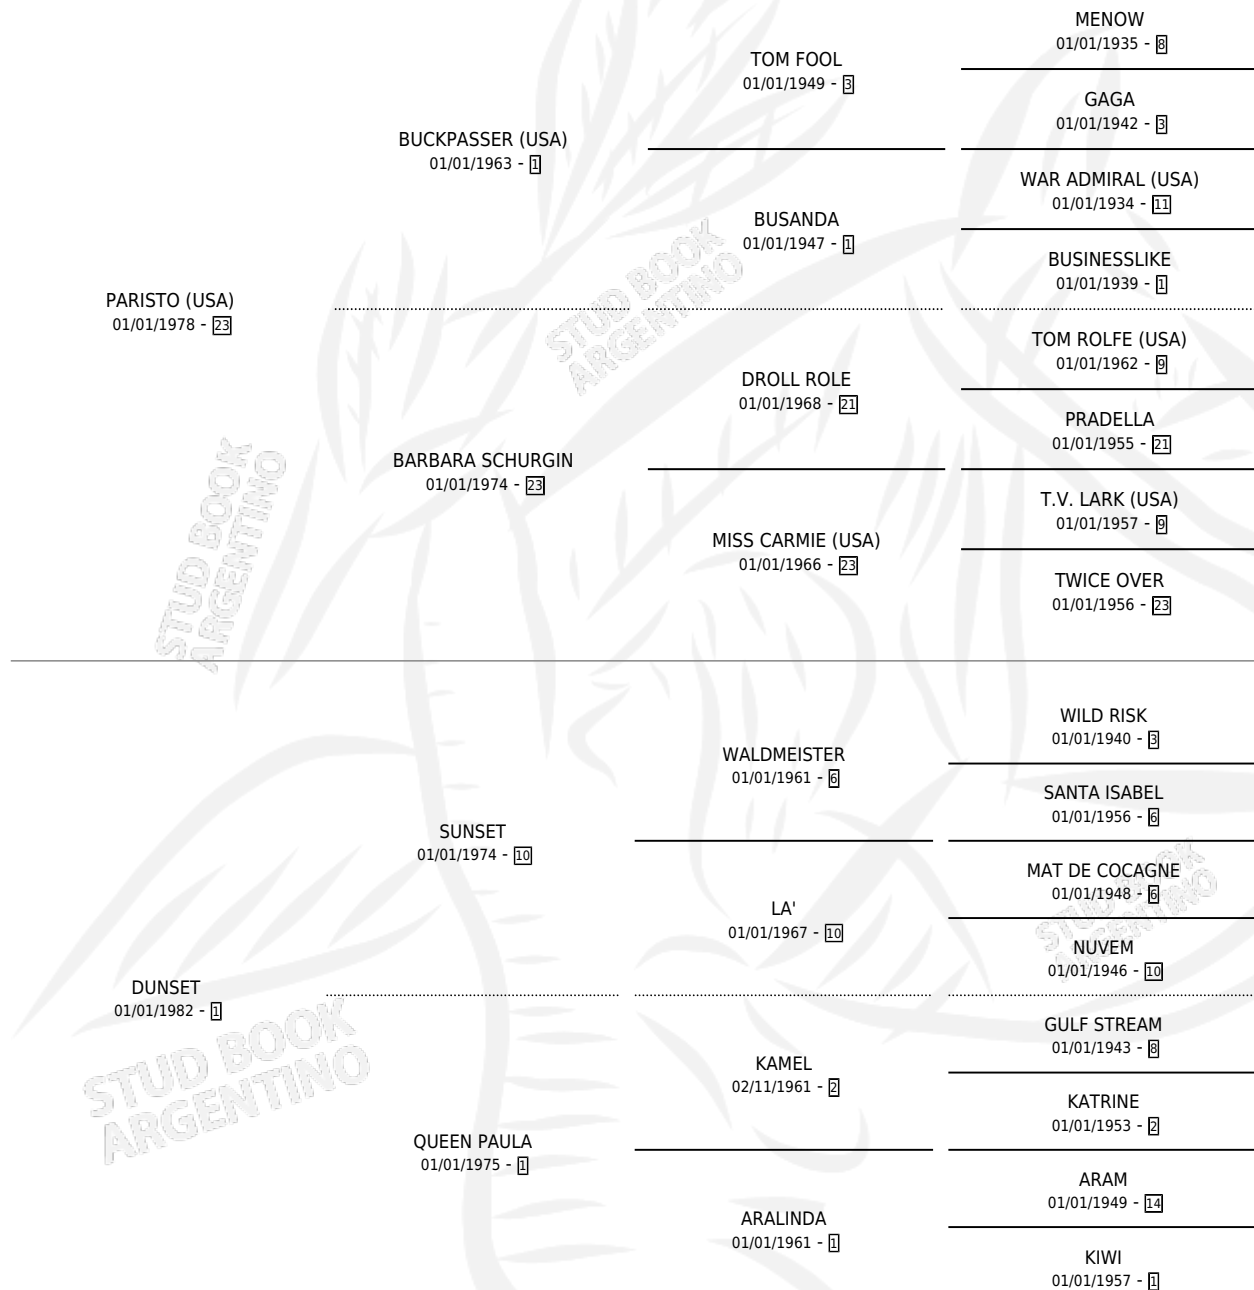 MENOW
01/01/1935 - 8
TOM FOOL
01/01/1949 - 3
GAGA
01/01/1942 - 3
BUCKPASSER (USA)
01/01/1963 - 1
WAR ADMIRAL (USA)
01/01/1934 - 11
BUSANDA
01/01/1947 - 1
BUSINESSLIKE
01/01/1939 - 1
PARISTO (USA)
01/01/1978 - 23
TOM ROLFE (USA)
01/01/1962 - 9
DROLL ROLE
01/01/1968 - 21
PRADELLA
01/01/1955 - 21
BARBARA SCHURGIN
01/01/1974 - 23
T.V. LARK (USA)
01/01/1957 - 9
MISS CARMIE (USA)
01/01/1966 - 23
TWICE OVER
01/01/1956 - 23
WILD RISK
01/01/1940 - 3
WALDMEISTER
01/01/1961 - 6
SANTA ISABEL
01/01/1956 - 6
SUNSET
01/01/1974 - 10
MAT DE COCAGNE
01/01/1948 - 6
LA'
01/01/1967 - 10
NUVEM
01/01/1946 - 10
DUNSET
01/01/1982 - 1
GULF STREAM
01/01/1943 - 8
KAMEL
02/11/1961 - 2
KATRINE
01/01/1953 - 2
QUEEN PAULA
01/01/1975 - 1
ARAM
01/01/1949 - 14
ARALINDA
01/01/1961 - 1
KIWI
01/01/1957 - 1
STUD BOOK
ARGENTINO
STUD BOOK
ARGENTINO
STUD BOOK
ARGENTINO
STUD BOOK
ARGENTINO